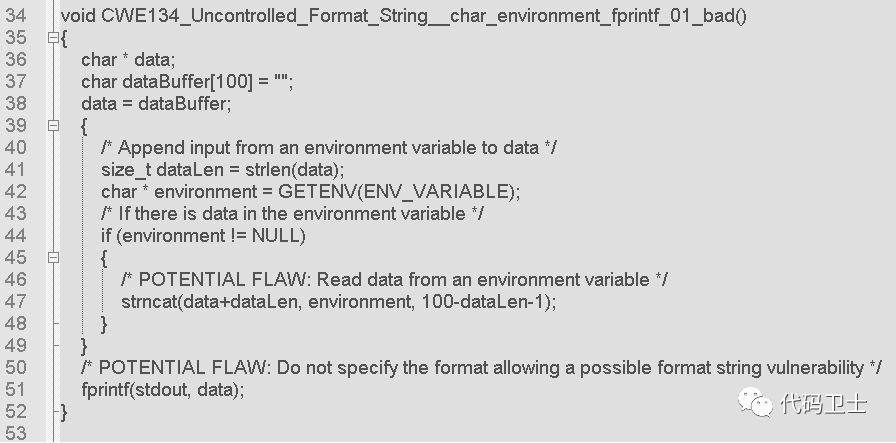 34 void CWE134_Uncontrolled_Format_String__char_environment_fprintf_01_bad()
35 {
36 char * data;
37 char dataBuffer[100] = "";
38 data = dataBuffer;
39 {
40 /* Append input from an environment variable to data */
41 size_t dataLen = strlen(data);
42 char * environment = GETENV(ENV_VARIABLE);
43 /* If there is data in the environment variable */
44 if (environment != NULL)
45 {
46 /* POTENTIAL FLAW: Read data from an environment variable */
47 strncat(data+dataLen, environment, 100-dataLen-1);
48 }
49 }
50 /* POTENTIAL FLAW: Do not specify the format allowing a possible format string vulnerability */
51 fprintf(stdout, data);
52 }
53
代码卫士